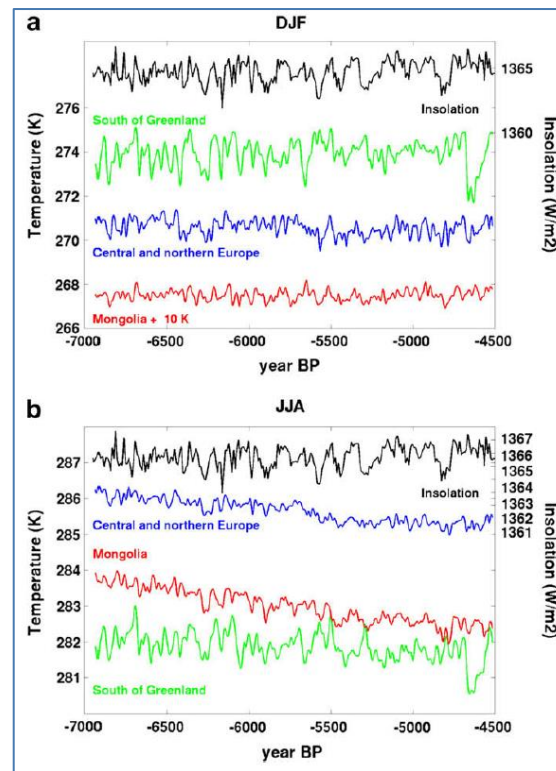 a
DJF
276
274
272
270
268
266
Temperature (K)
South of Greenland
Central and northern Europe
Mongolia + 10 K
Insolation
1365
1360
Insolation (W/m2)
-7000 -6500 -6000 -5500 -5000 -4500
year BP
b
JJA
287
286
285
284
283
282
281
Temperature (K)
Central and northern Europe
Mongolia
South of Greenland
Insolation
1367
1366
1365
1364
1363
1362
1361
Insolation (W/m2)
-7000 -6500 -6000 -5500 -5000 -4500
year BP